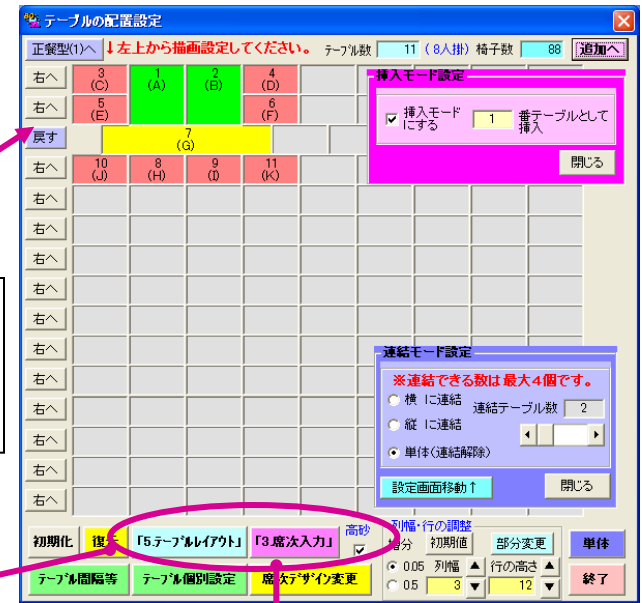 テーブルの配置設定
正餐型(1)へ ↓左上から描画設定してください。 テーブル数 11 (8人掛) 椅子数 88 追加へ
右へ 3 (C) 1 (A) 2 (B) 4 (D)
右へ 5 (E) 6 (F)
戻す 7 (G)
右へ 10 (J) 8 (H) 9 (I) 11 (K)
右へ
右へ
右へ
右へ
右へ
右へ
右へ
右へ
右へ
右へ
右へ
挿入モード設定
挿入モードにする 1 番テーブルとして挿入
閉じる
連結モード設定
※連結できる数は最大4個です。
横 に連結
縦 に連結
単体(連結解除)
連結テーブル数 2
設定画面移動↑ 閉じる
初期化 復元 「5.テーブルレイアウト」 「3.席次入力」 高砂
列幅・行の調整
増分 初期値 部分変更 単体
テーブル間隔等 テーブル個別設定 席次デザイン変更
0.05 列幅 ▲ 行の高さ ▲
0.5 3 ▼ 12 ▼ 終了